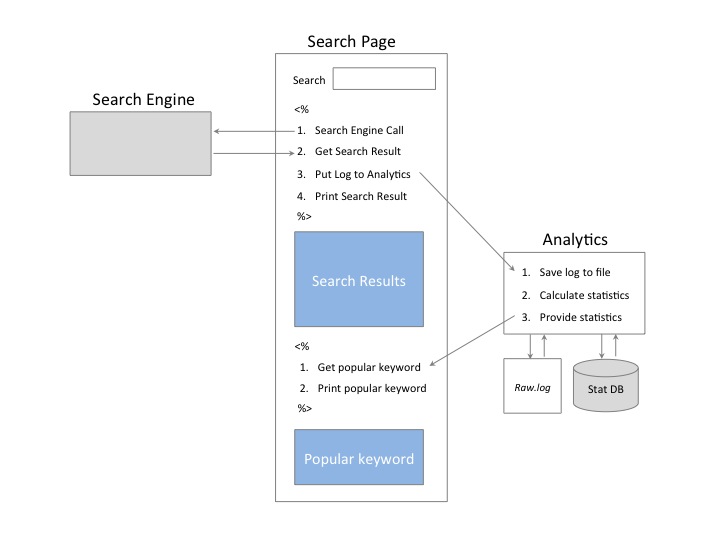 Search Page
Search
Search Engine
<%
1. Search Engine Call
2. Get Search Result
3. Put Log to Analytics
4. Print Search Result
%>
Search Results
<%
1. Get popular keyword
2. Print popular keyword
%>
Popular keyword
Analytics
1. Save log to file
2. Calculate statistics
3. Provide statistics
Raw.log
Stat DB